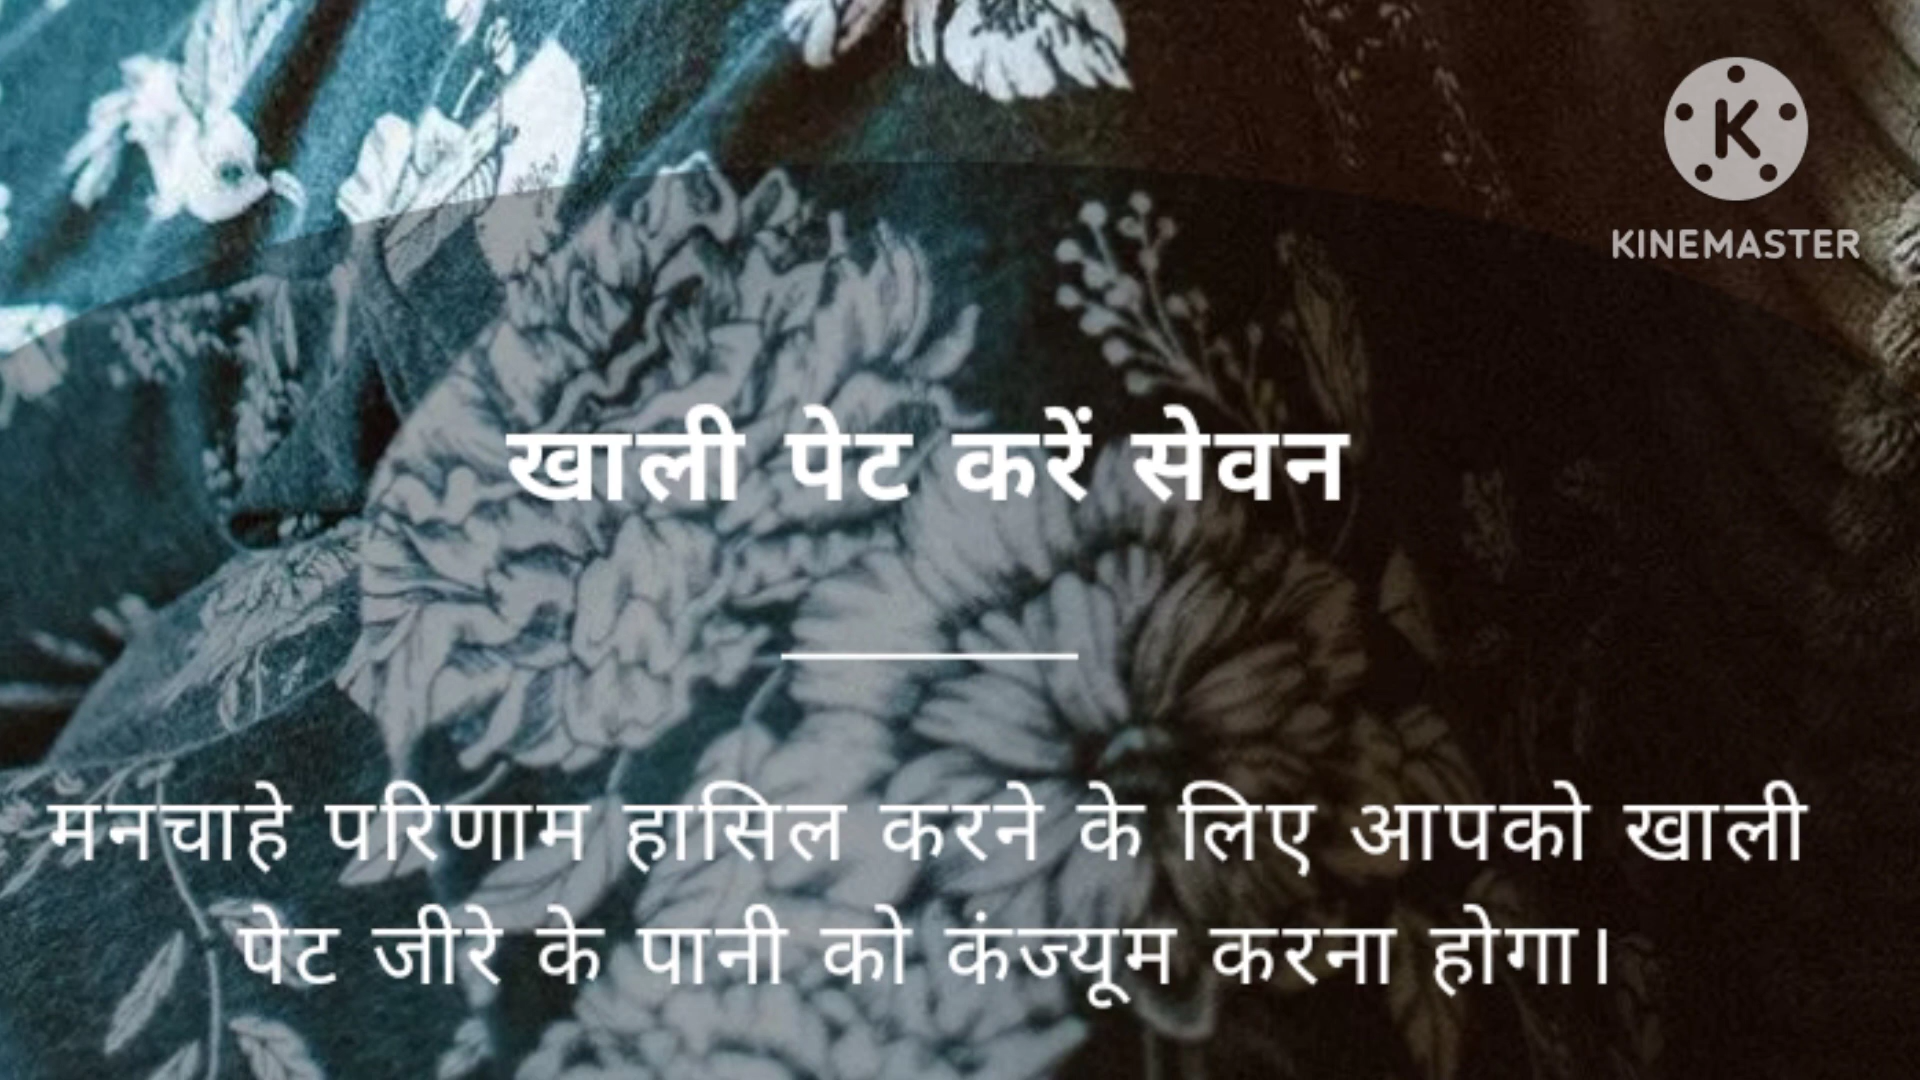 KINEMASTER
खाली पेट करें सेवन
मनचाहे परिणाम हासिल करने के लिए आपको खाली
पेट जीरे के पानी को कंज्यूम करना होगा।